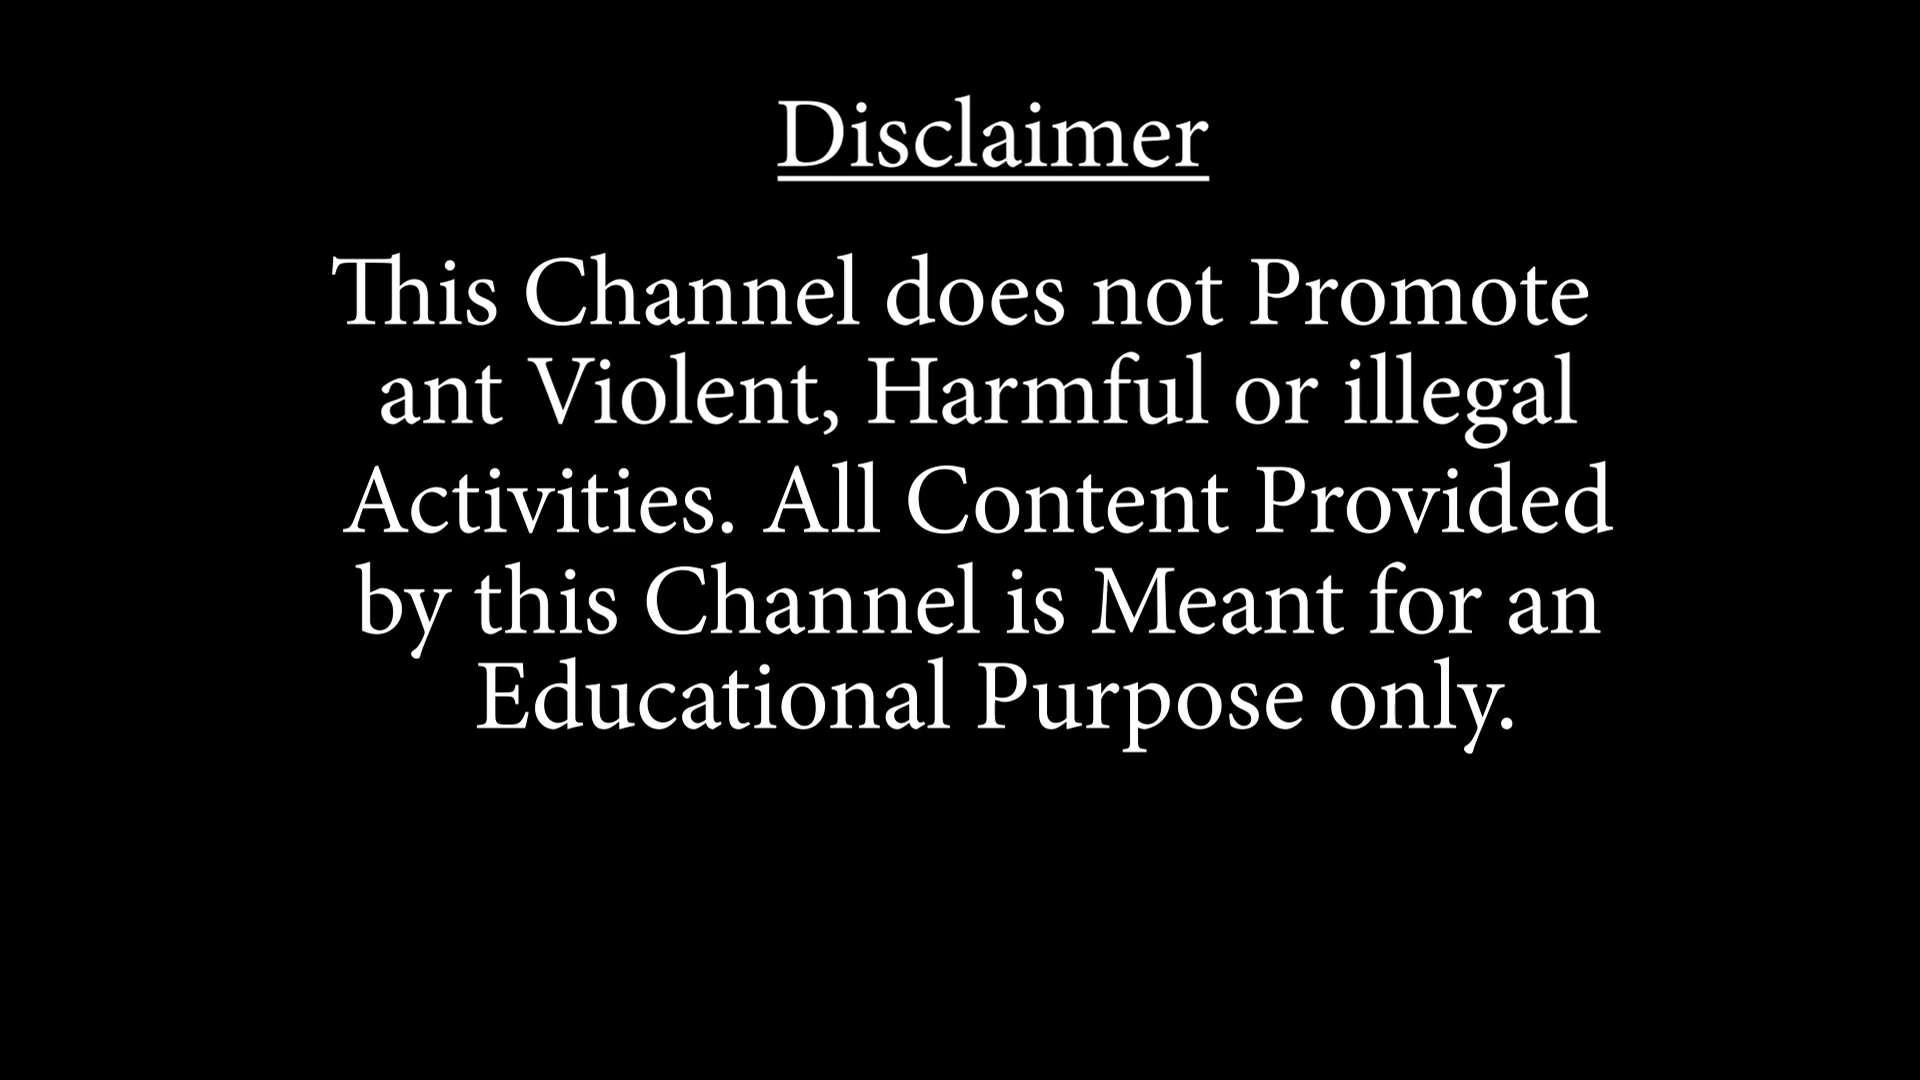 Disclaimer
This Channel does not Promote
ant Violent, Harmful or illegal
Activities. All Content Provided
by this Channel is Meant for an
Educational Purpose only.